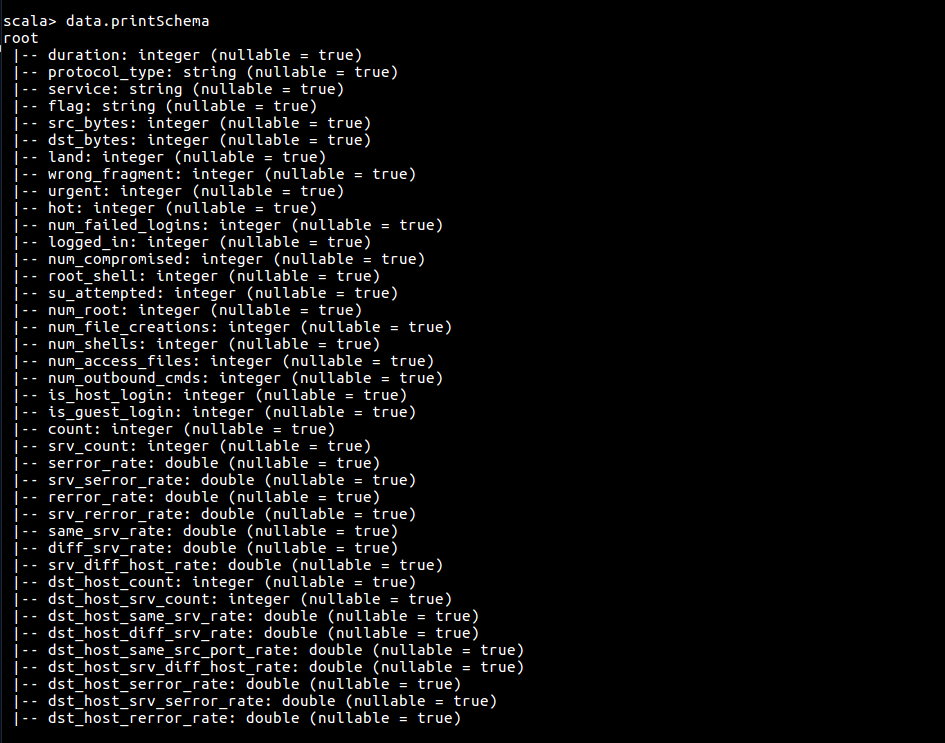 scala> data.printSchema
root
 |-- duration: integer (nullable = true)
 |-- protocol_type: string (nullable = true)
 |-- service: string (nullable = true)
 |-- flag: string (nullable = true)
 |-- src_bytes: integer (nullable = true)
 |-- dst_bytes: integer (nullable = true)
 |-- land: integer (nullable = true)
 |-- wrong_fragment: integer (nullable = true)
 |-- urgent: integer (nullable = true)
 |-- hot: integer (nullable = true)
 |-- num_failed_logins: integer (nullable = true)
 |-- logged_in: integer (nullable = true)
 |-- num_compromised: integer (nullable = true)
 |-- root_shell: integer (nullable = true)
 |-- su_attempted: integer (nullable = true)
 |-- num_root: integer (nullable = true)
 |-- num_file_creations: integer (nullable = true)
 |-- num_shells: integer (nullable = true)
 |-- num_access_files: integer (nullable = true)
 |-- num_outbound_cmds: integer (nullable = true)
 |-- is_host_login: integer (nullable = true)
 |-- is_guest_login: integer (nullable = true)
 |-- count: integer (nullable = true)
 |-- srv_count: integer (nullable = true)
 |-- serror_rate: double (nullable = true)
 |-- srv_serror_rate: double (nullable = true)
 |-- rerror_rate: double (nullable = true)
 |-- srv_rerror_rate: double (nullable = true)
 |-- same_srv_rate: double (nullable = true)
 |-- diff_srv_rate: double (nullable = true)
 |-- srv_diff_host_rate: double (nullable = true)
 |-- dst_host_count: integer (nullable = true)
 |-- dst_host_srv_count: integer (nullable = true)
 |-- dst_host_same_srv_rate: double (nullable = true)
 |-- dst_host_diff_srv_rate: double (nullable = true)
 |-- dst_host_same_src_port_rate: double (nullable = true)
 |-- dst_host_srv_diff_host_rate: double (nullable = true)
 |-- dst_host_serror_rate: double (nullable = true)
 |-- dst_host_srv_serror_rate: double (nullable = true)
 |-- dst_host_rerror_rate: double (nullable = true)